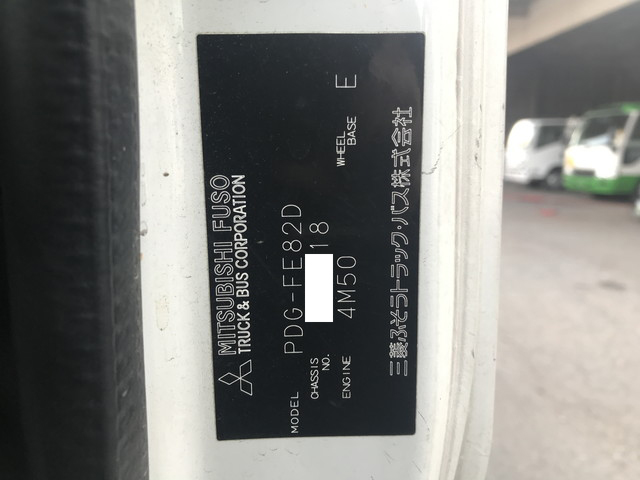 MITSUBISHI FUSO
TRUCK & BUS CORPORATION
MODEL PDG-FE82D
CHASSIS NO. 18
ENGINE 4M50 WHEEL BASE E
三菱ふそうトラック・バス株式会社